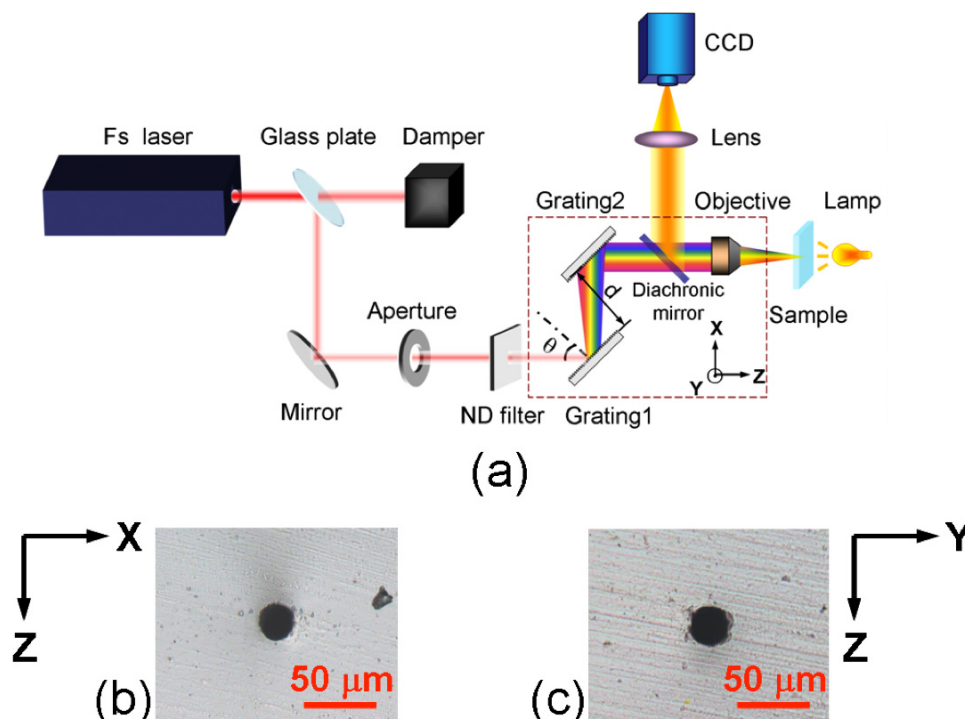 CCD
Fs laser
Glass plate
Damper
Lens
Grating2
Objective
Lamp
d
Diachronic
mirror
Sample
Aperture
θ
X
Y
Z
Mirror
ND filter
Grating1
(a)
X
Z
50 μm
(b)
Y
Z
50 μm
(c)